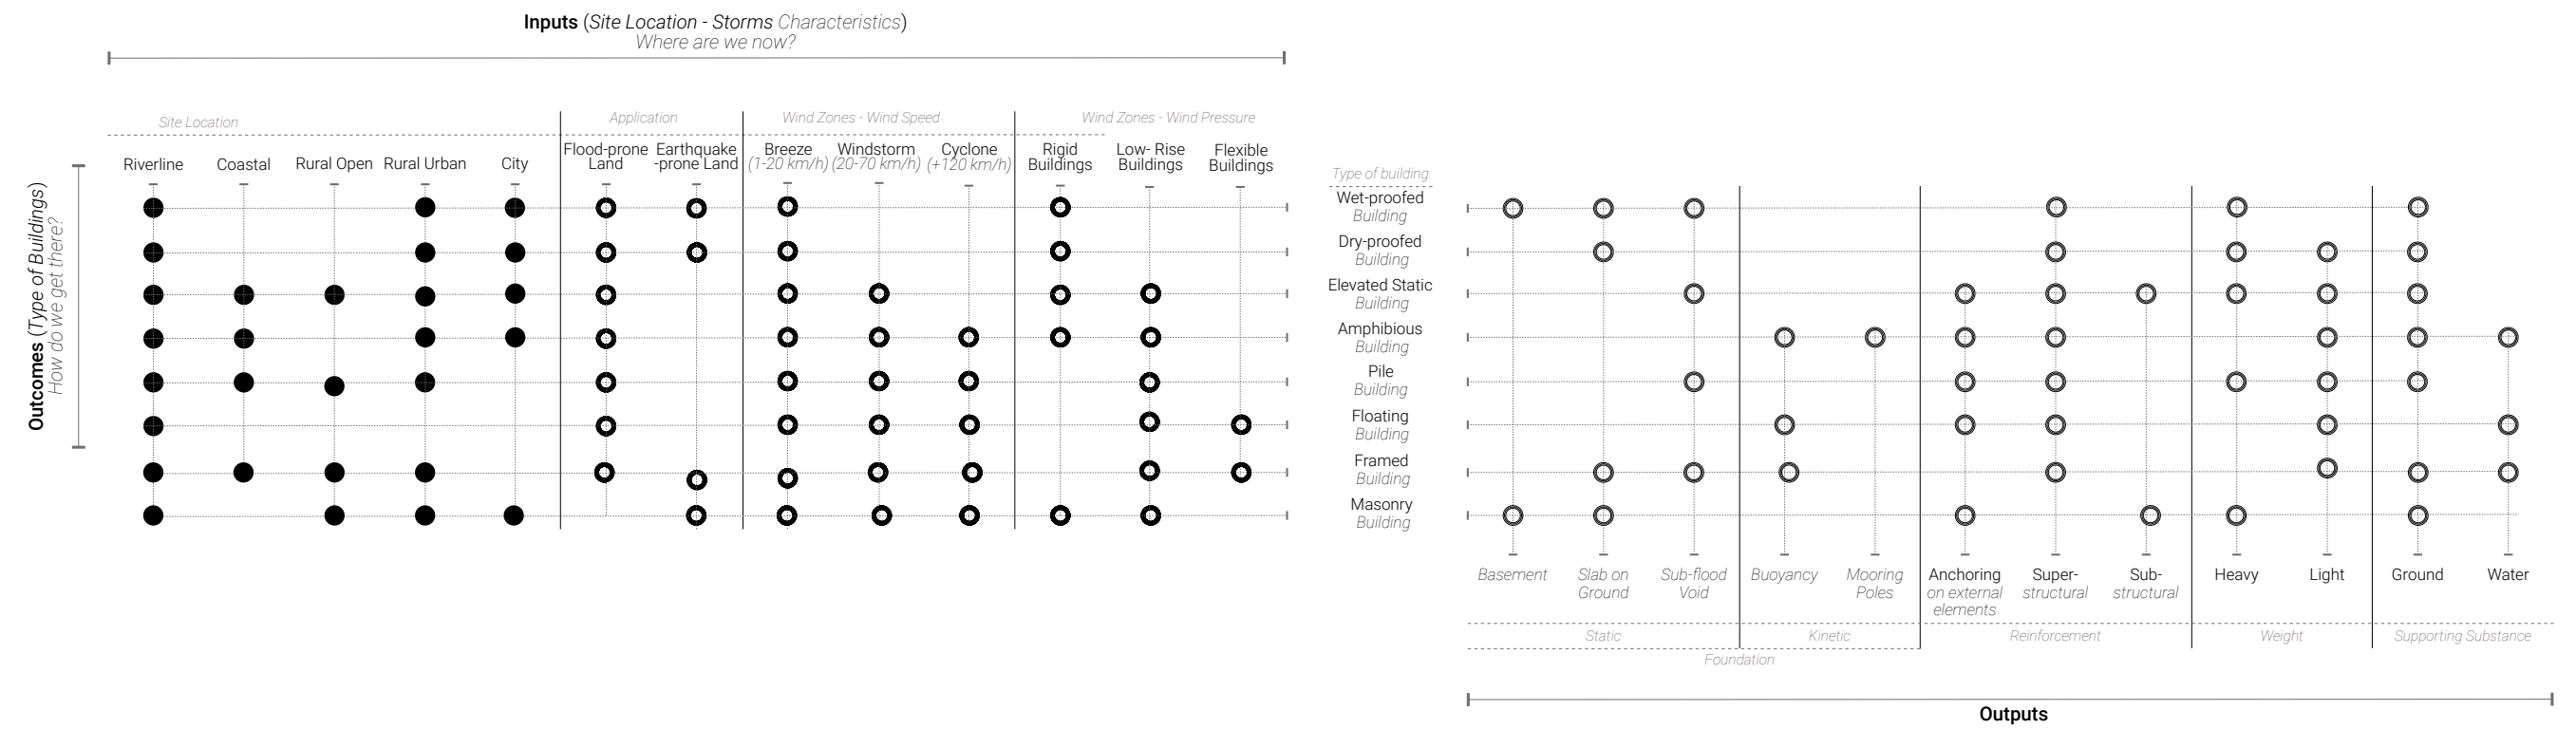 Inputs (Site Location - Storms Characteristics)
Where are we now?
Site Location
Application
Wind Zones - Wind Speed
Wind Zones - Wind Pressure
Riverline
Coastal
Rural Open
Rural Urban
City
Flood-prone
Land
Earthquake
-prone Land
Breeze
(1-20 km/h)
Windstorm
(20-70 km/h)
Cyclone
(+120 km/h)
Rigid
Buildings
Low- Rise
Buildings
Flexible
Buildings
Outcomes (Type of Buildings)
How do we get there?
Type of building
Wet-proofed
Building
Dry-proofed
Building
Elevated Static
Building
Amphibious
Building
Pile
Building
Floating
Building
Framed
Building
Masonry
Building
Basement
Slab on
Ground
Sub-flood
Void
Buoyancy
Mooring
Poles
Anchoring
on external
elements
Super-
structural
Sub-
structural
Heavy
Light
Ground
Water
Static
Kinetic
Reinforcement
Weight
Supporting Substance
Foundation
Outputs